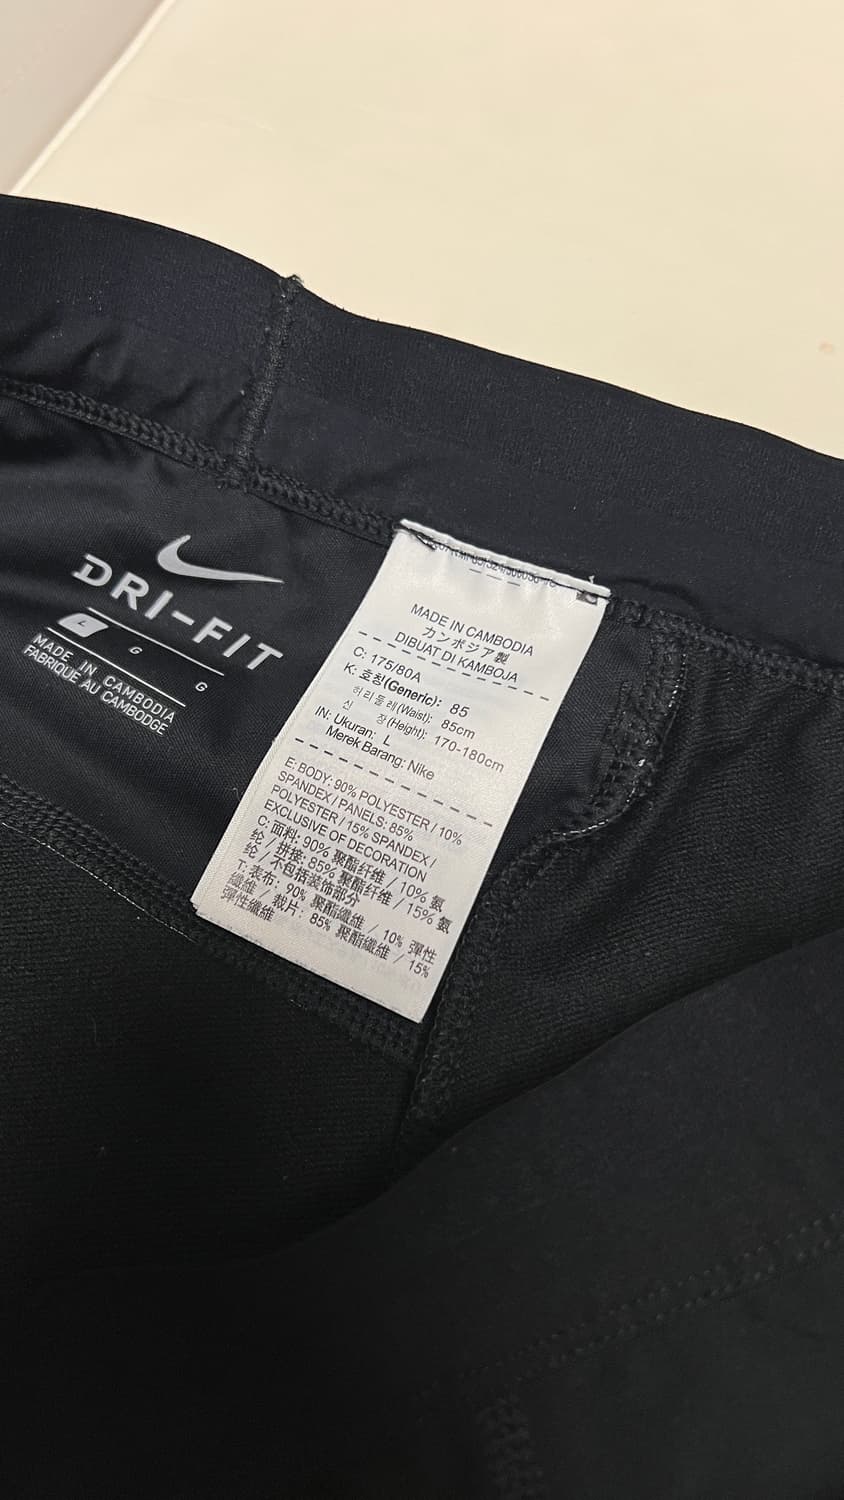 DRI-FIT
L G G
MADE IN CAMBODIA
FABRIQUE AU CAMBODGE
MADE IN CAMBODIA
カンボジア製
DIBUAT DI KAMBOJA
C: 175/80A
K: 호칭(Generic): 85
허리둘레(Waist): 85cm
신 장(Height): 170-180cm
IN: Ukuran: L
Merek Barang: Nike
E: BODY: 90% POLYESTER / 10%
SPANDEX / PANELS: 85%
POLYESTER / 15% SPANDEX /
EXCLUSIVE OF DECORATION
C: 面料: 90% 聚酯纤维 / 10% 氨
纶 / 拼接: 85% 聚酯纤维 / 15% 氨
纶 / 不包括装饰部分
T: 表布: 90% 聚酯纖維 / 10% 彈性
纖維 / 裁片: 85% 聚酯纖維 / 15%
彈性纖維